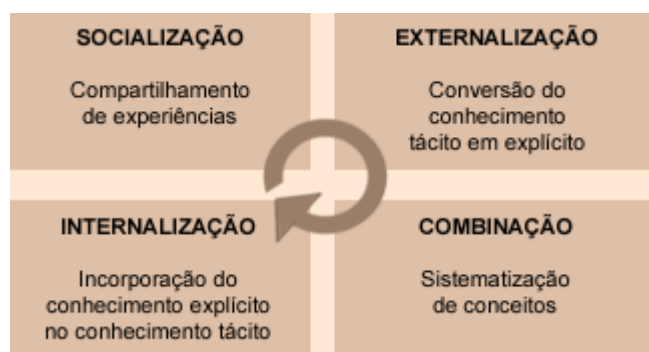 SOCIALIZAÇÃO
Compartilhamento
de experiências
EXTERNALIZAÇÃO
Conversão do
conhecimento
tácito em explícito
INTERNALIZAÇÃO
Incorporação do
conhecimento explícito
no conhecimento tácito
COMBINAÇÃO
Sistematização
de conceitos